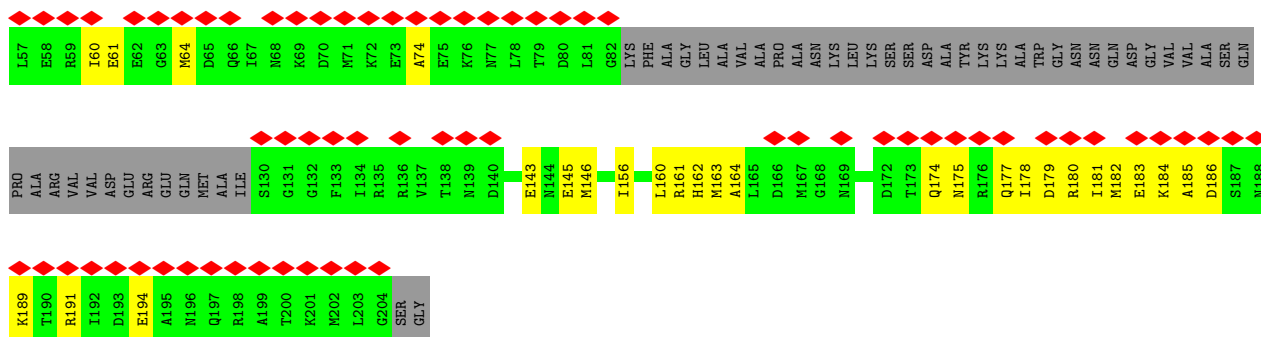 L57 E58 R59 I60 E61 E62 G63 M64 D65 Q66 I67 N68 K69 D70 M71 K72 E73 A74 E75 K76 N77 L78 T79 D80 L81 G82 LYS PHE ALA GLY LEU ALA VAL ALA PRO ALA ASN LYS LEU LYS SER SER ASP ALA TYR LYS LYS ALA TRP GLY ASN ASN GLN ASP GLY VAL VAL ALA SER GLN
PRO ALA ARG VAL VAL ASP GLU ARG GLU GLN MET ALA ILE S130 G131 G132 F133 I134 R135 R136 V137 T138 N139 D140 E143 N144 E145 M146 I156 L160 R161 H162 M163 A164 L165 D166 M167 G168 N169 D172 T173 Q174 N175 R176 Q177 I178 D179 R180 I181 M182 E183 K184 A185 D186 S187 N188
K189 T190 R191 I192 D193 E194 A195 N196 Q197 R198 A199 T200 K201 M202 L203 G204 SER GLY